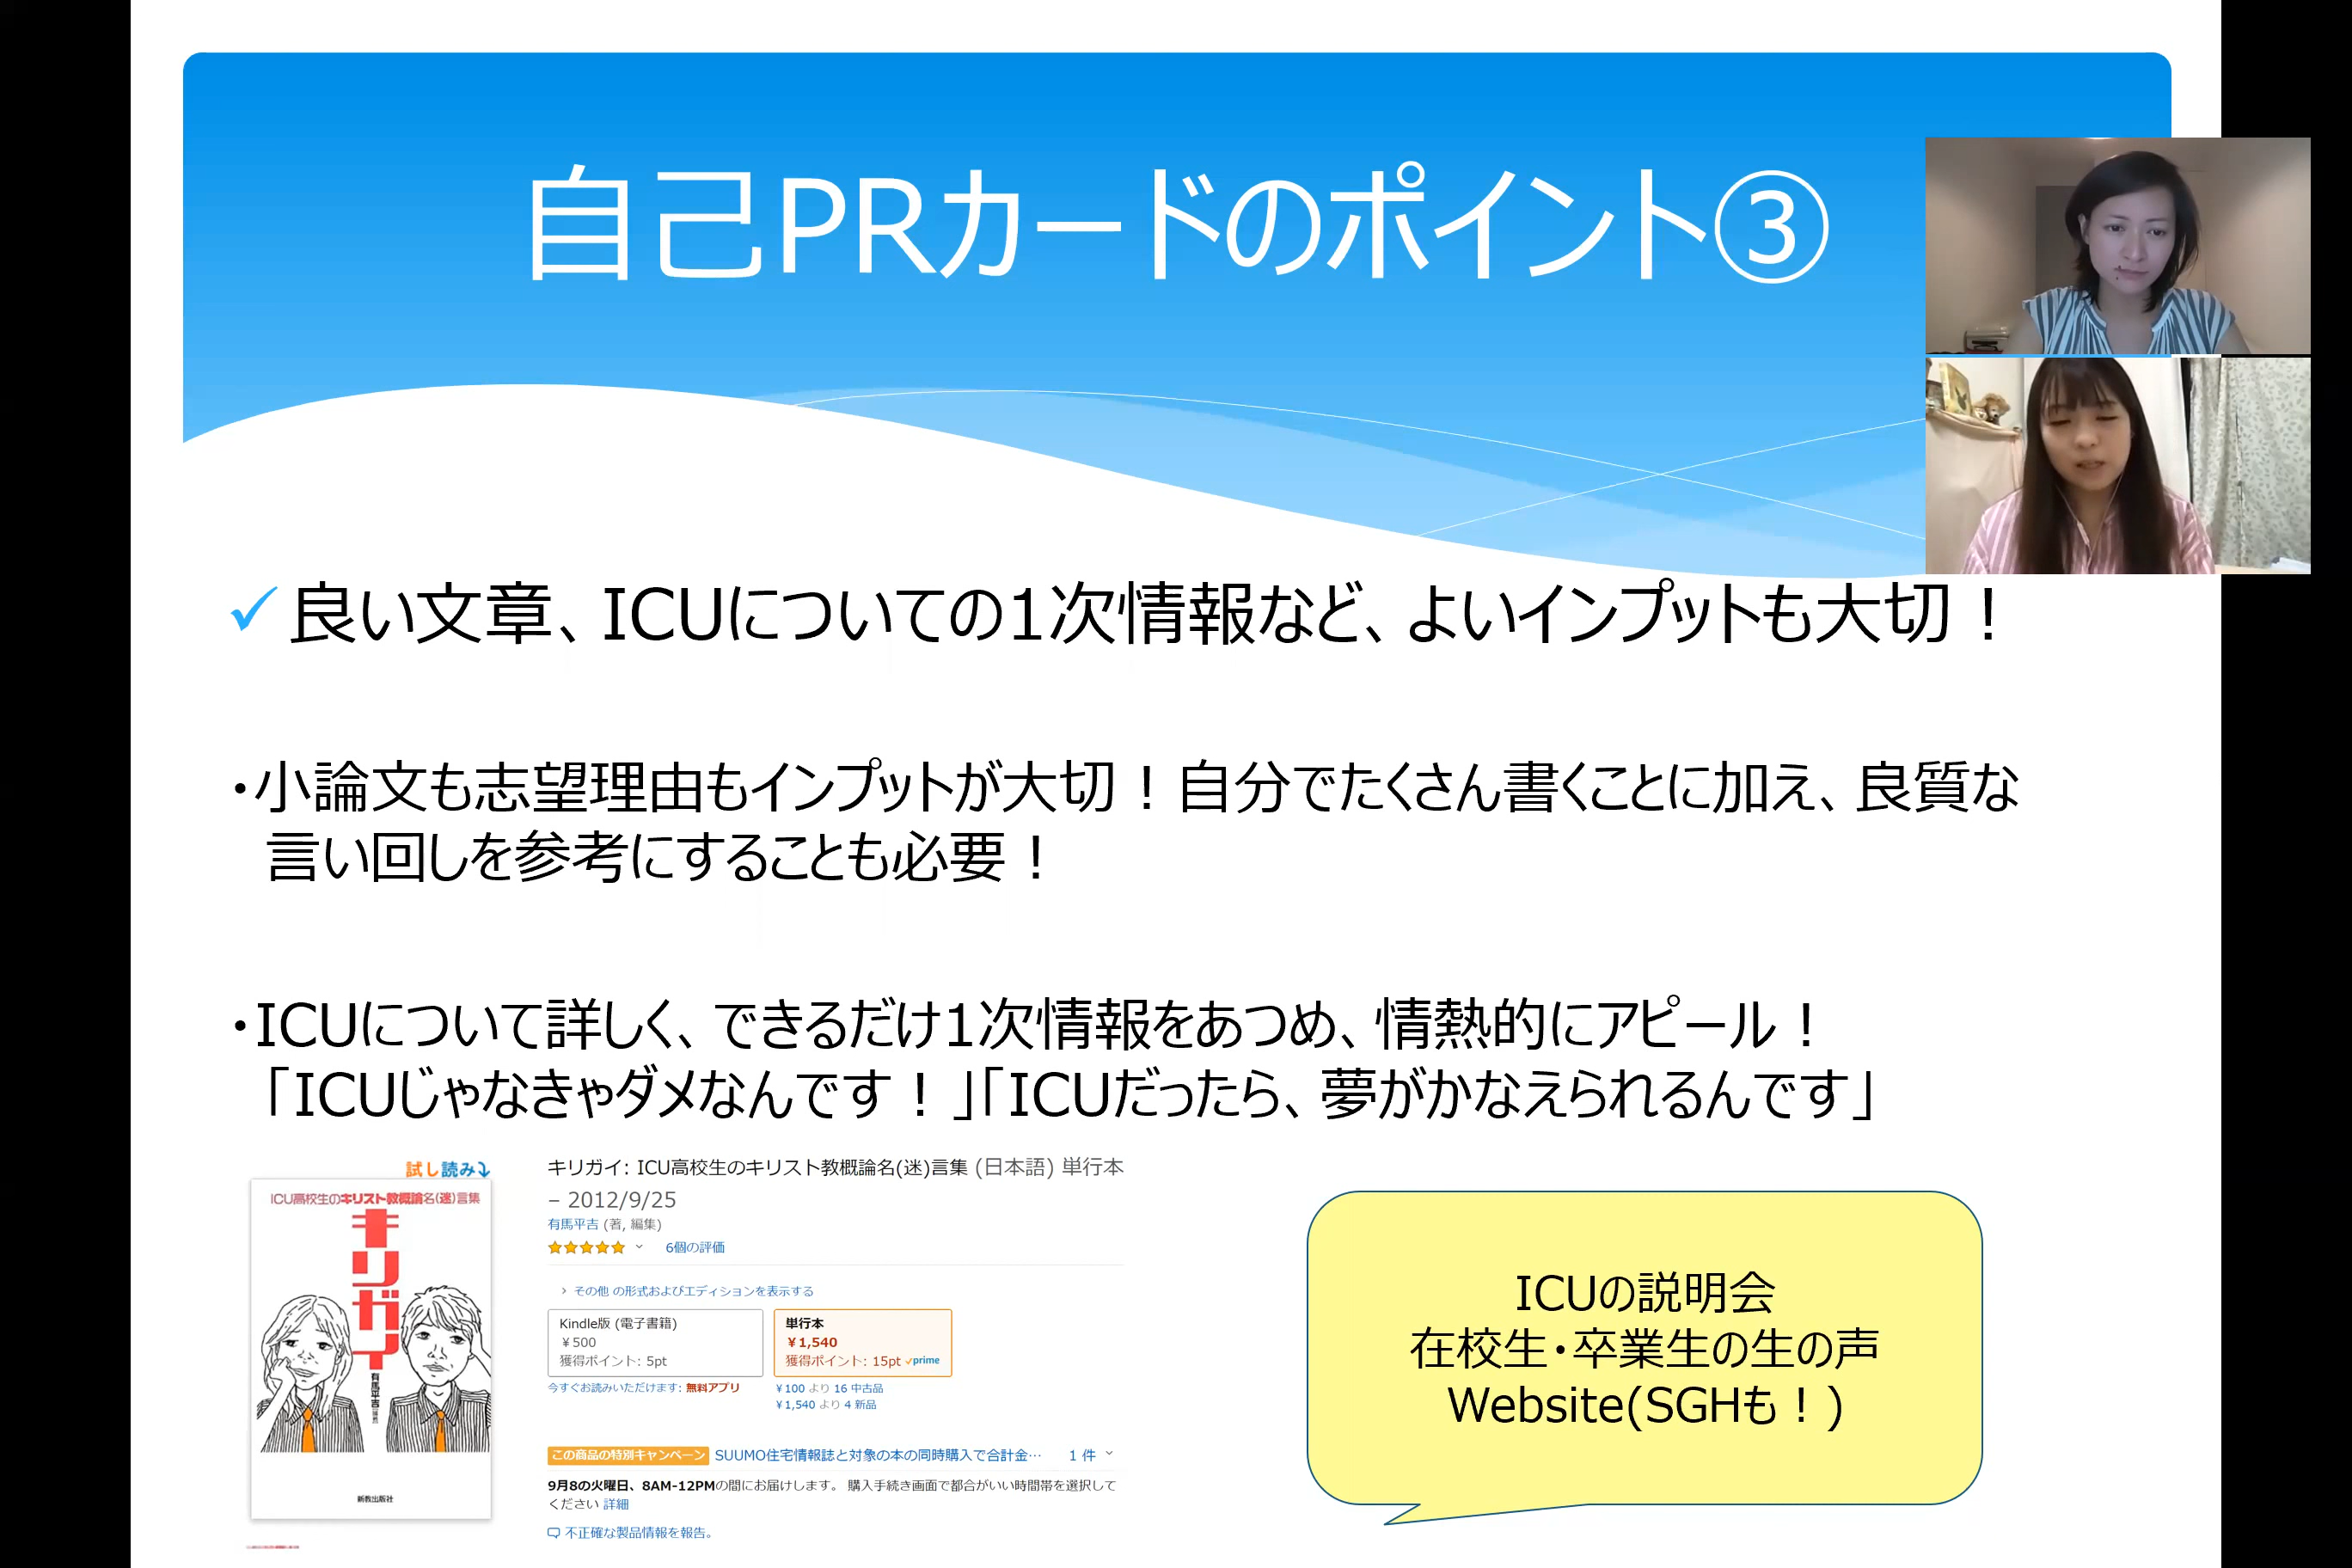 自己PRカードのポイント③
良い文章、ICUについての1次情報など、よいインプットも大切！
・小論文も志望理由もインプットが大切！自分でたくさん書くことに加え、良質な
言い回しを参考にすることも必要！
・ICUについて詳しく、できるだけ1次情報をあつめ、情熱的にアピール！
「ICUじゃなきゃダメなんです！」「ICUだったら、夢がかなえられるんです」
試し読み
ICU高校生のキリスト教概論名(迷)言集
キリガイ
有馬平吉
新教出版社
キリガイ: ICU高校生のキリスト教概論名(迷)言集 (日本語) 単行本
– 2012/9/25
有馬平吉 (著, 編集)
6個の評価
› その他 の形式およびエディションを表示する
Kindle版 (電子書籍)
￥500
獲得ポイント: 5pt
今すぐお読みいただけます: 無料アプリ
単行本
￥1,540
獲得ポイント: 15pt prime
￥100 より 16 中古品
￥1,540 より 4 新品
この商品の特別キャンペーン SUUMO住宅情報誌と対象の本の同時購入で合計金… 1 件
9月8の火曜日、8AM-12PMの間にお届けします。 購入手続き画面で都合がいい時間帯を選択して
ください 詳細
不正確な製品情報を報告。
ICUの説明会
在校生・卒業生の生の声
Website(SGHも！)